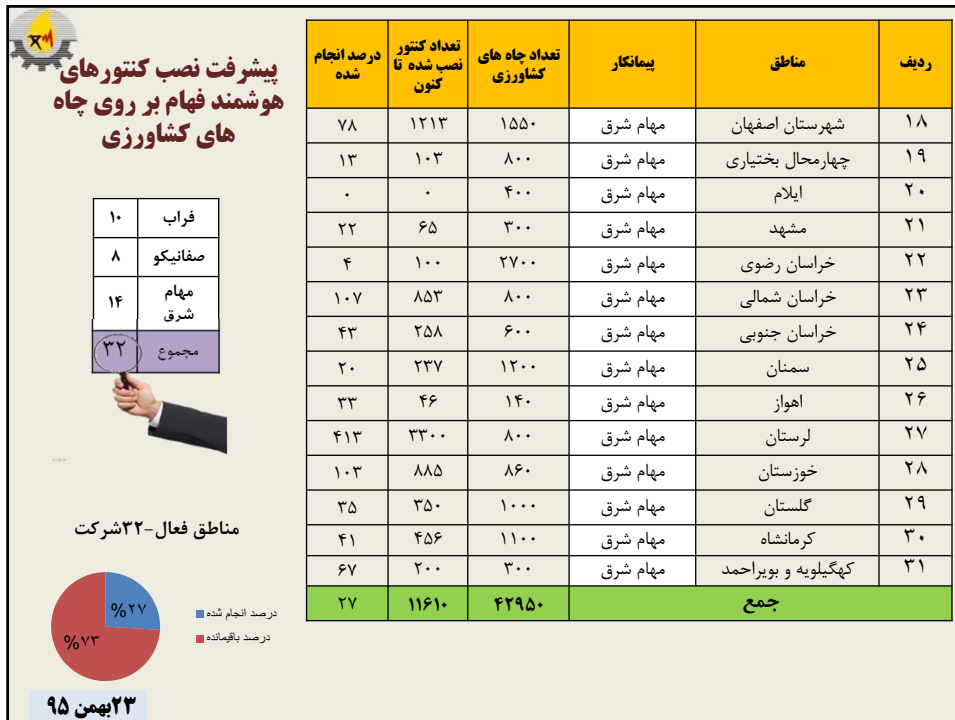 پیشرفت نصب کنتورهای
هوشمند فهام بر روی چاه
های کشاورزی
ردیف مناطق پیمانکار تعداد چاه های کشاورزی تعداد کنتور نصب شده تا کنون درصد انجام شده
۱۸ شهرستان اصفهان مهام شرق ۱۵۵۰ ۱۲۱۳ ۷۸
۱۹ چهارمحال بختیاری مهام شرق ۸۰۰ ۱۰۳ ۱۳
۲۰ ایلام مهام شرق ۴۰۰ ۰ ۰
۲۱ مشهد مهام شرق ۳۰۰ ۶۵ ۲۲
۲۲ خراسان رضوی مهام شرق ۲۷۰۰ ۱۰۰ ۴
۲۳ خراسان شمالی مهام شرق ۸۰۰ ۸۵۳ ۱۰۷
۲۴ خراسان جنوبی مهام شرق ۶۰۰ ۲۵۸ ۴۳
۲۵ سمنان مهام شرق ۱۲۰۰ ۲۳۷ ۲۰
۲۶ اهواز مهام شرق ۱۴۰ ۴۶ ۳۳
۲۷ لرستان مهام شرق ۸۰۰ ۳۳۰۰ ۴۱۳
۲۸ خوزستان مهام شرق ۸۶۰ ۸۸۵ ۱۰۳
۲۹ گلستان مهام شرق ۱۰۰۰ ۳۵۰ ۳۵
۳۰ کرمانشاه مهام شرق ۱۱۰۰ ۴۵۶ ۴۱
۳۱ کهگیلویه و بویراحمد مهام شرق ۳۰۰ ۲۰۰ ۶۷
جمع ۴۲۹۵۰ ۱۱۶۱۰ ۲۷
فراب ۱۰
صفانیکو ۸
مهام شرق ۱۴
مجموع ۳۲
مناطق فعال-۳۲شرکت
%۲۷
%۷۳
درصد انجام شده
درصد باقیمانده
۲۳بهمن ۹۵